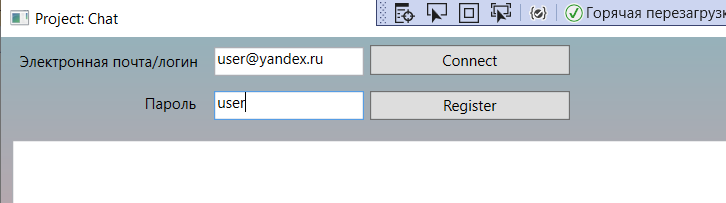 Project: Chat
Горячая перезагрузк
Электронная почта/логин user@yandex.ru Connect
Пароль user Register